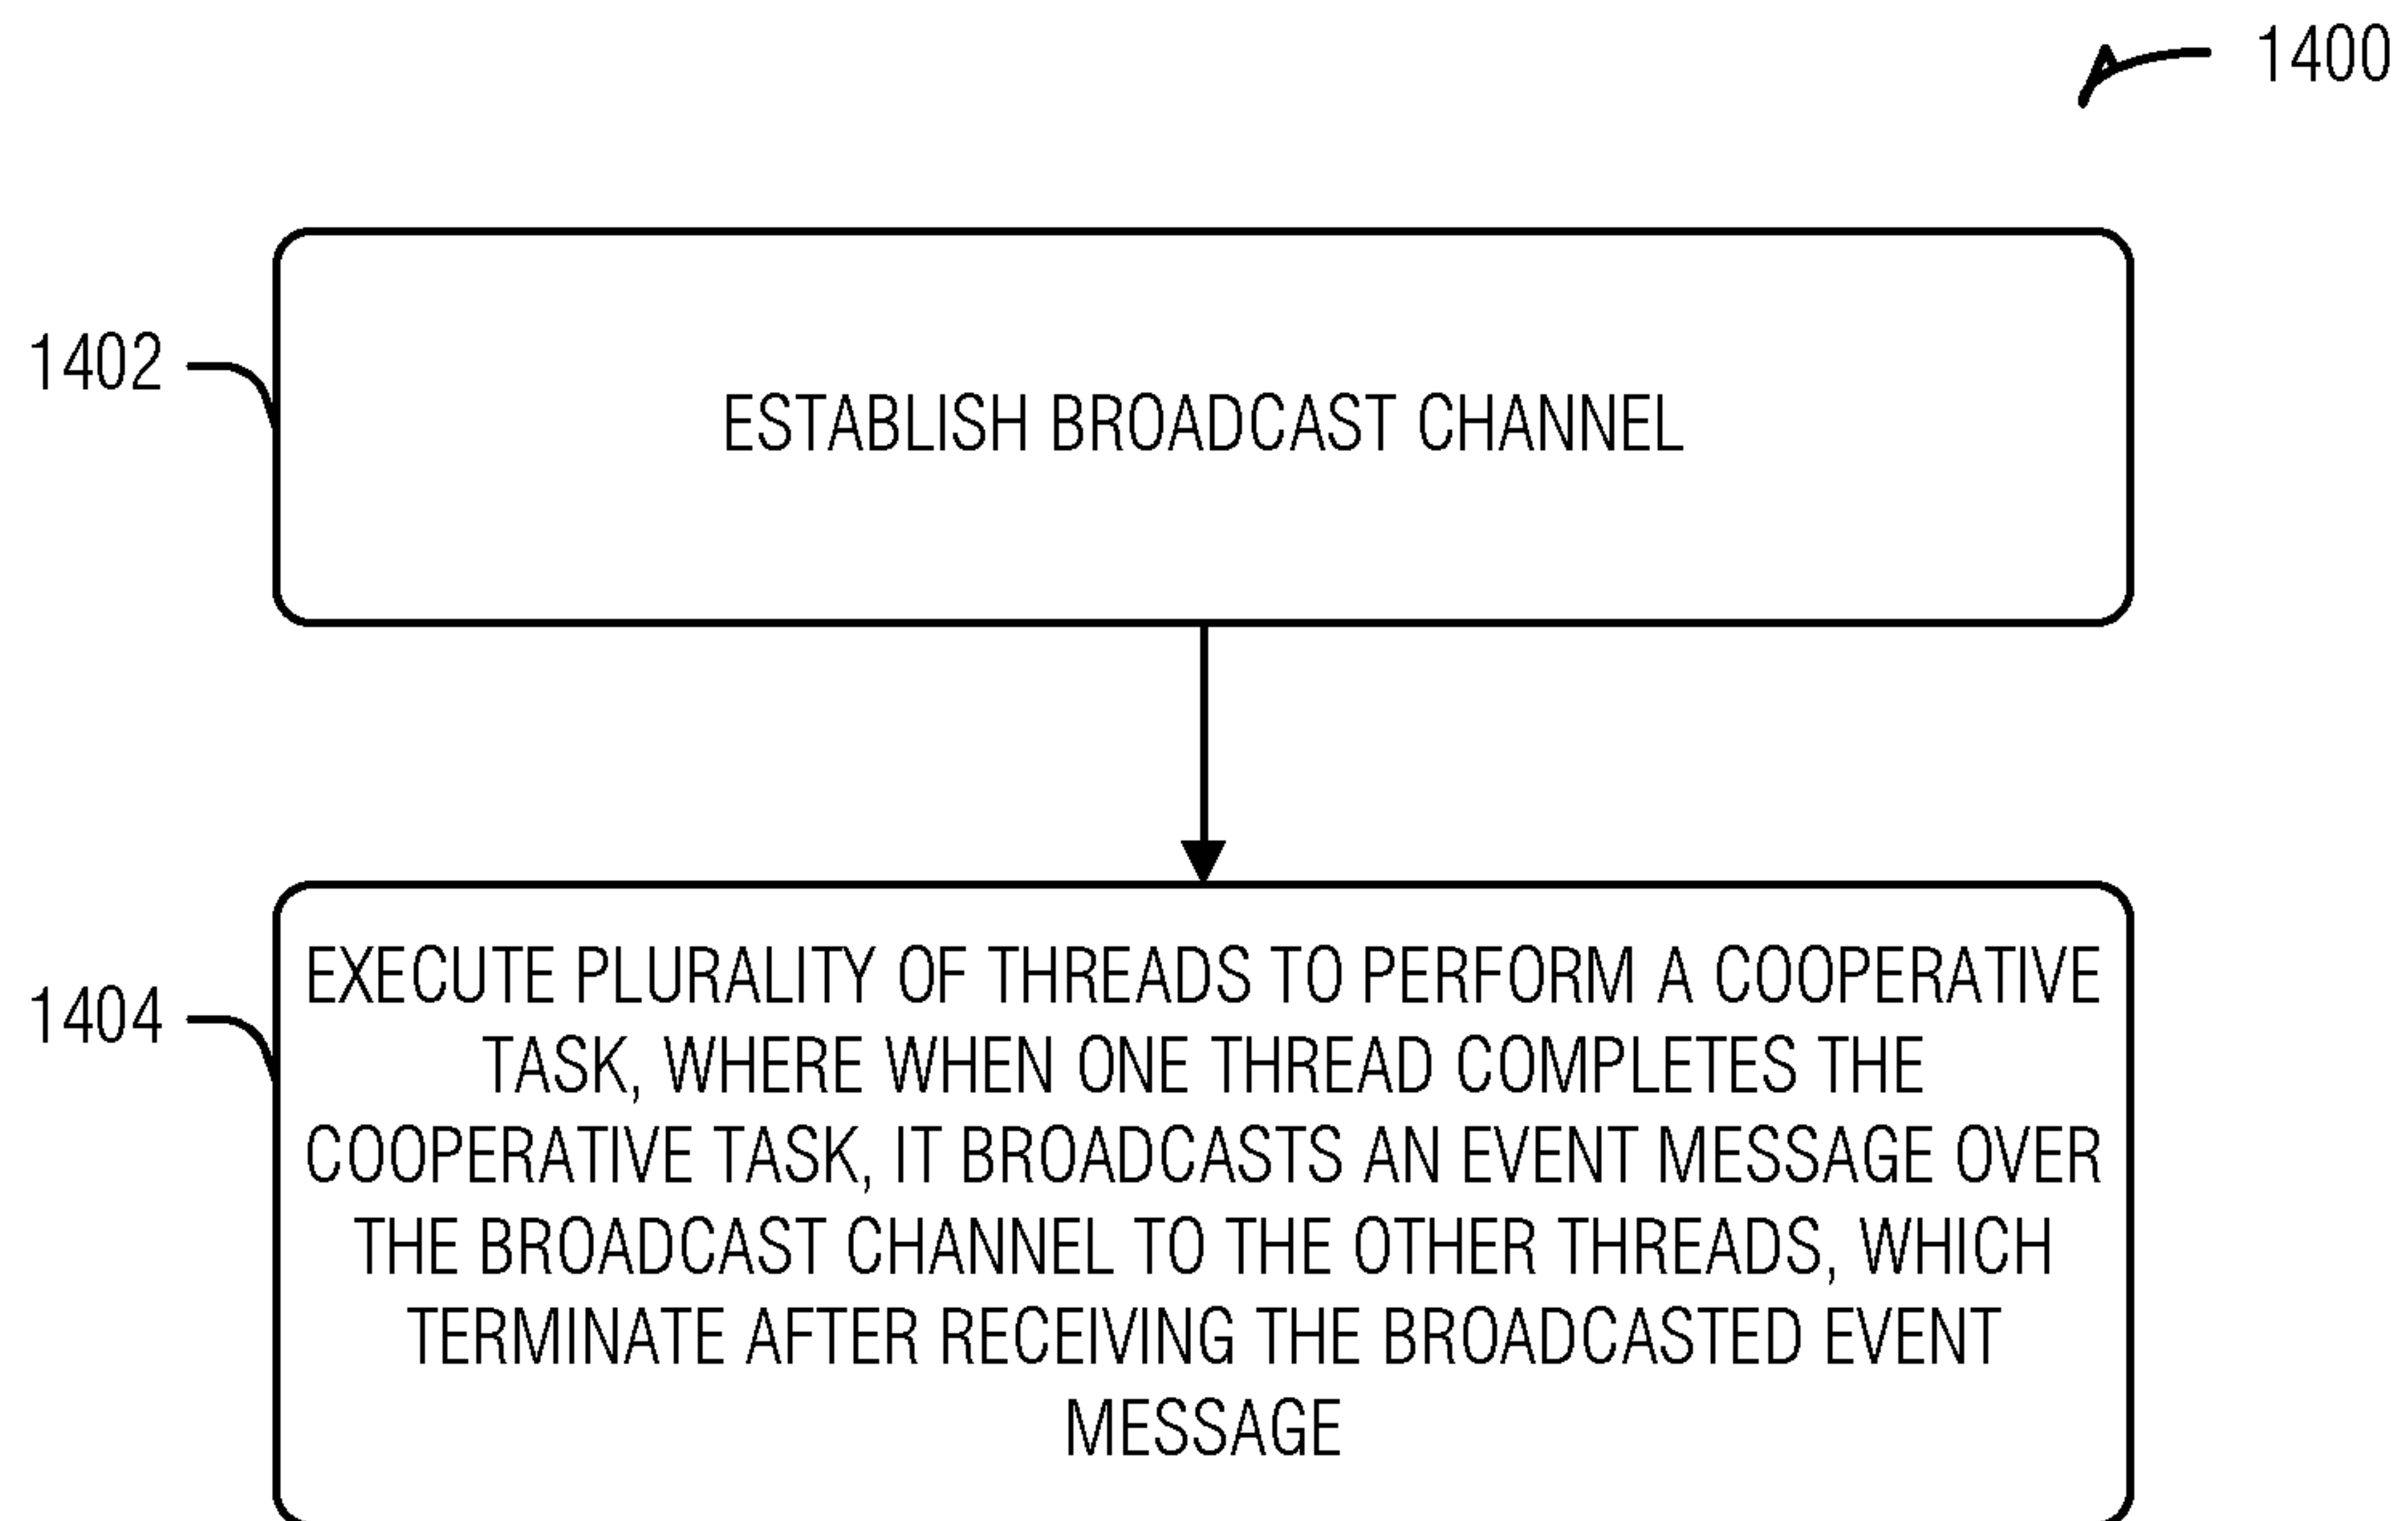 1400
1402
ESTABLISH BROADCAST CHANNEL
1404
EXECUTE PLURALITY OF THREADS TO PERFORM A COOPERATIVE
TASK, WHERE WHEN ONE THREAD COMPLETES THE
COOPERATIVE TASK, IT BROADCASTS AN EVENT MESSAGE OVER
THE BROADCAST CHANNEL TO THE OTHER THREADS, WHICH
TERMINATE AFTER RECEIVING THE BROADCASTED EVENT
MESSAGE